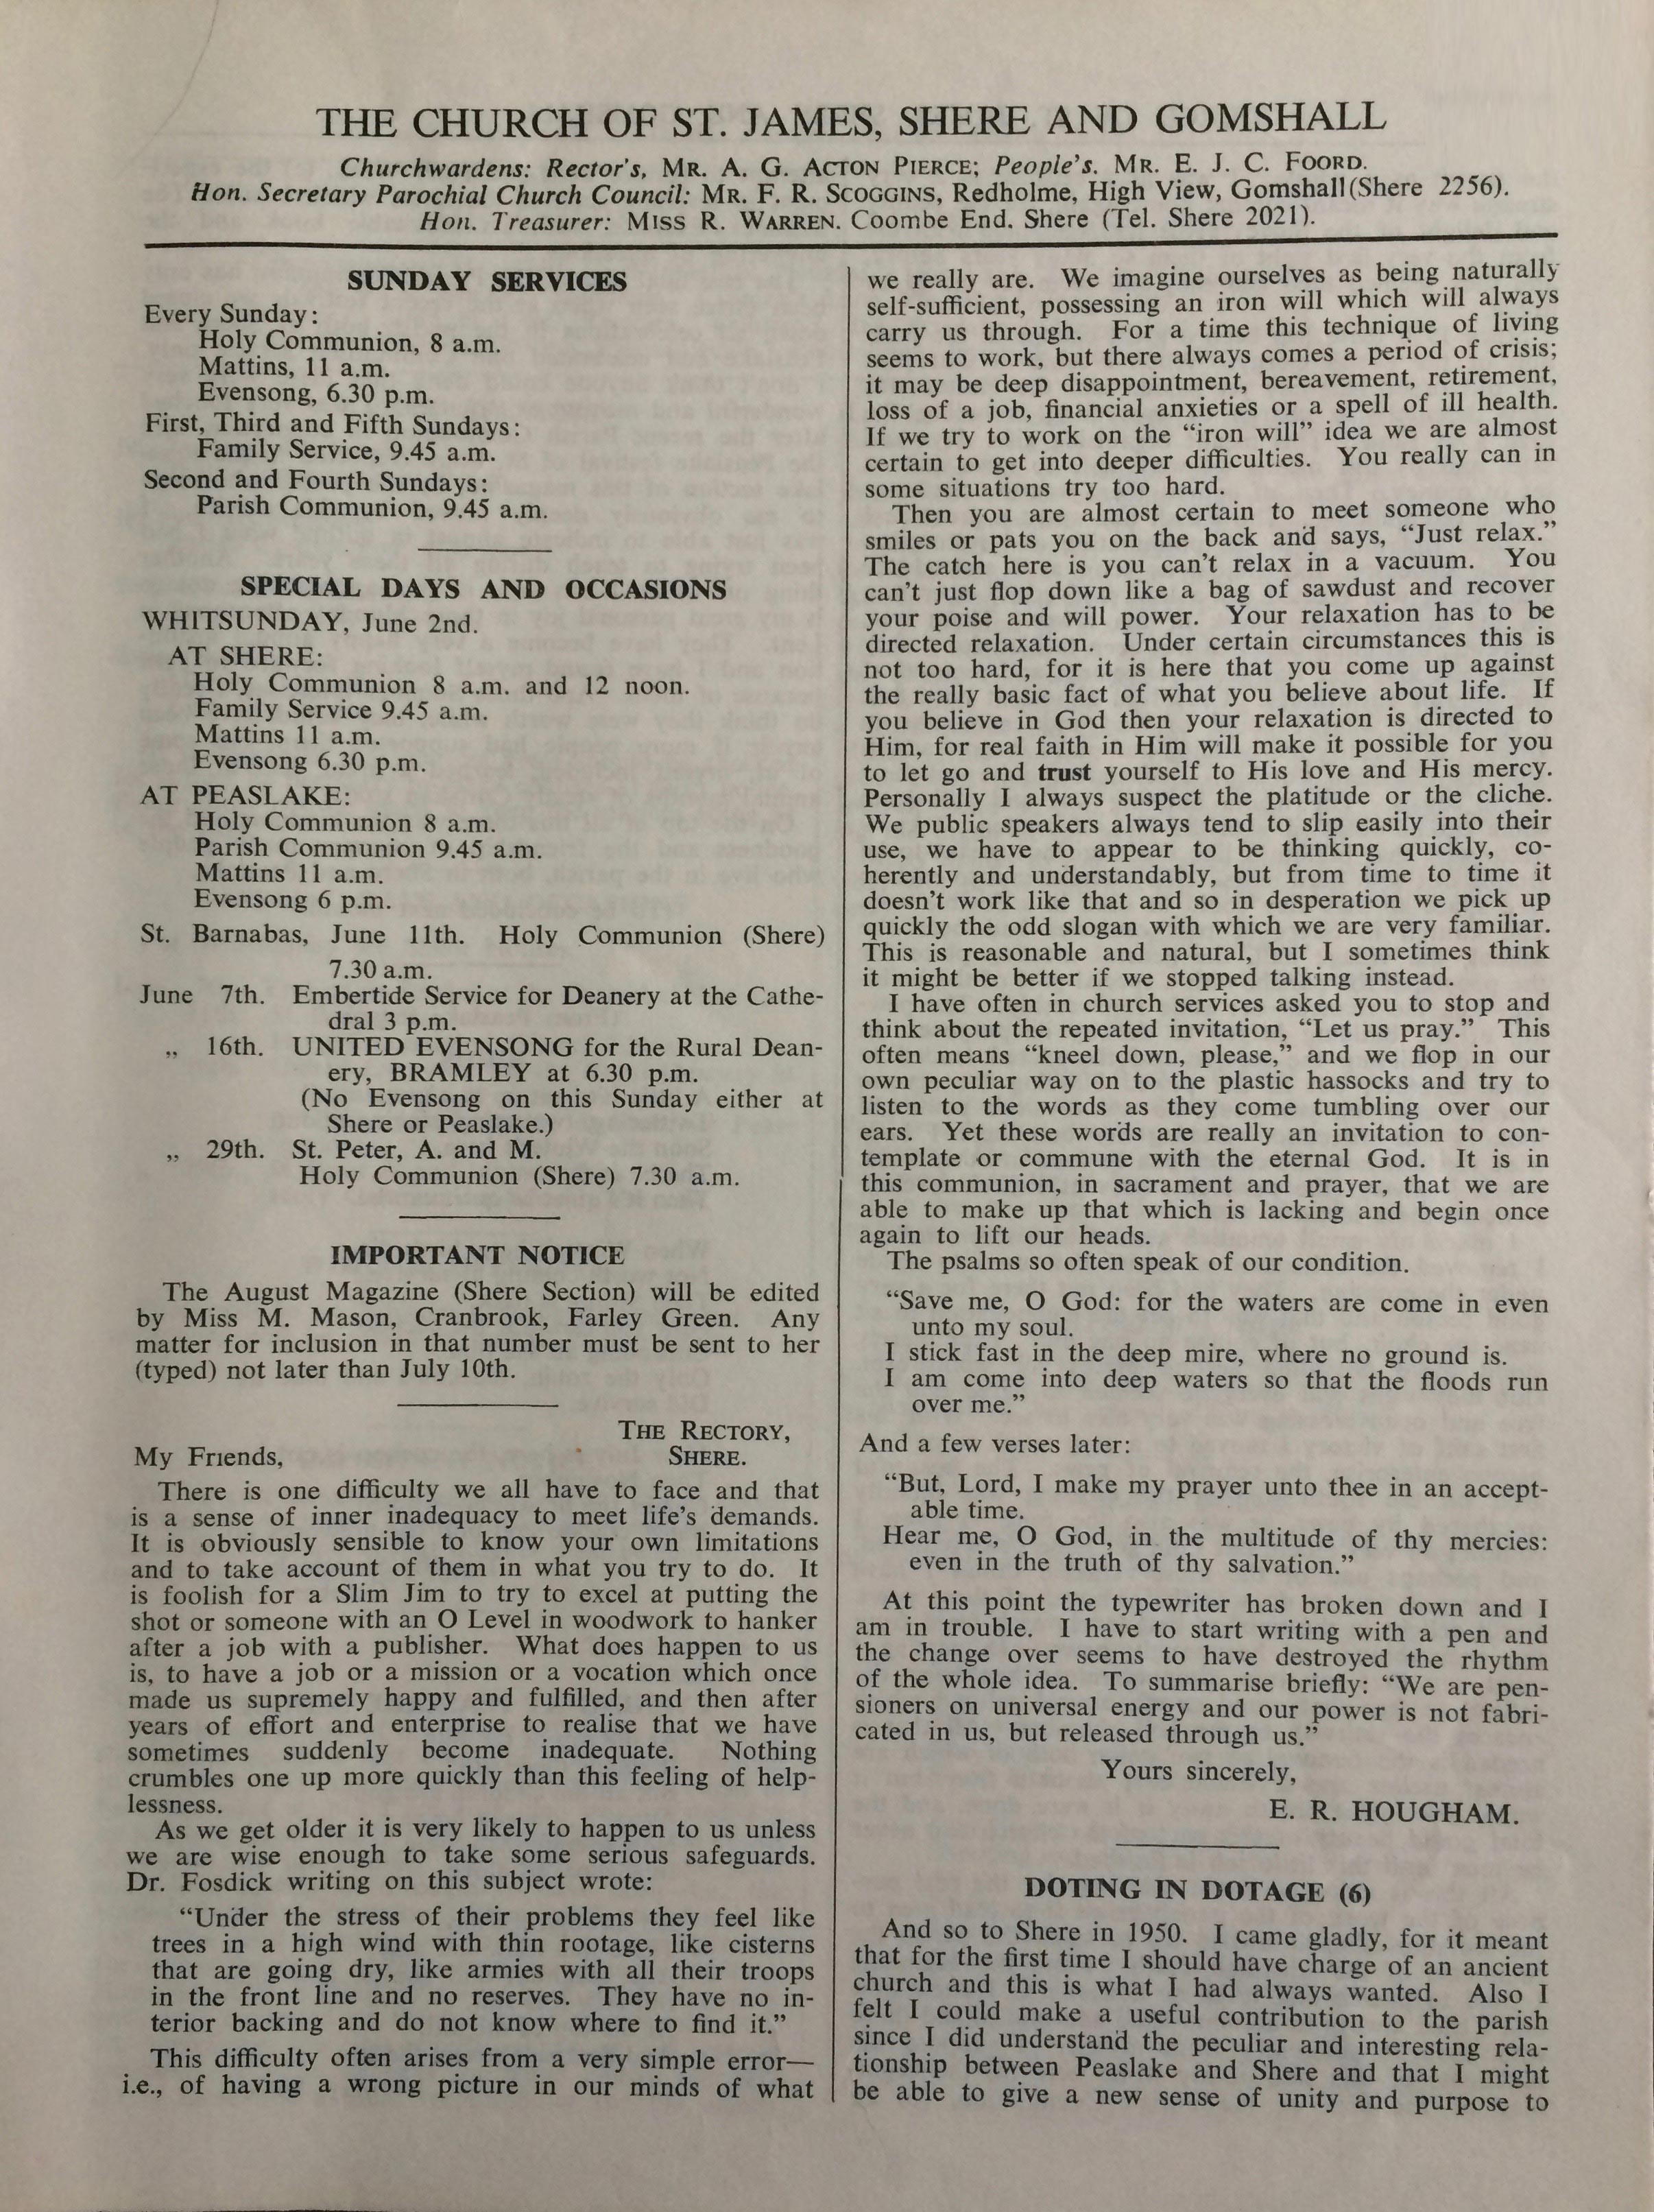 THE CHURCH OF ST. JAMES, SHERE AND GOMSHALL
Churchwardens: Rector's, MR. A. G. ACTON PIERCE; People's. MR. E. J. C. FOORD.
Hon. Secretary Parochial Church Council: MR. F. R. SCOGGINS, Redholme, High View, Gomshall (Shere 2256).
Hon. Treasurer: MISS R. WARREN. Coombe End. Shere (Tel. Shere 2021).
SUNDAY SERVICES
Every Sunday:
Holy Communion, 8 a.m.
Mattins, 11 a.m.
Evensong, 6.30 p.m.
First, Third and Fifth Sundays:
Family Service, 9.45 a.m.
Second and Fourth Sundays:
Parish Communion, 9.45 a.m.
SPECIAL DAYS AND OCCASIONS
WHITSUNDAY, June 2nd.
AT SHERE:
Holy Communion 8 a.m. and 12 noon.
Family Service 9.45 a.m.
Mattins 11 a.m.
Evensong 6.30 p.m.
AT PEASLAKE:
Holy Communion 8 a.m.
Parish Communion 9.45 a.m.
Mattins 11 a.m.
Evensong 6 p.m.
St. Barnabas, June 11th. Holy Communion (Shere)
7.30 a.m.
June 7th. Embertide Service for Deanery at the Cathe-
dral 3 p.m.
„ 16th. UNITED EVENSONG for the Rural Dean-
ery, BRAMLEY at 6.30 p.m.
(No Evensong on this Sunday either at
Shere or Peaslake.)
„ 29th. St. Peter, A. and M.
Holy Communion (Shere) 7.30 a.m.
IMPORTANT NOTICE
The August Magazine (Shere Section) will be edited
by Miss M. Mason, Cranbrook, Farley Green. Any
matter for inclusion in that number must be sent to her
(typed) not later than July 10th.
THE RECTORY,
SHERE.
My Friends,
There is one difficulty we all have to face and that
is a sense of inner inadequacy to meet life's demands.
It is obviously sensible to know your own limitations
and to take account of them in what you try to do. It
is foolish for a Slim Jim to try to excel at putting the
shot or someone with an O Level in woodwork to hanker
after a job with a publisher. What does happen to us
is, to have a job or a mission or a vocation which once
made us supremely happy and fulfilled, and then after
years of effort and enterprise to realise that we have
sometimes suddenly become inadequate. Nothing
crumbles one up more quickly than this feeling of help-
lessness.
As we get older it is very likely to happen to us unless
we are wise enough to take some serious safeguards.
Dr. Fosdick writing on this subject wrote:
"Under the stress of their problems they feel like
trees in a high wind with thin rootage, like cisterns
that are going dry, like armies with all their troops
in the front line and no reserves. They have no in-
terior backing and do not know where to find it."
This difficulty often arises from a very simple error—
i.e., of having a wrong picture in our minds of what
we really are. We imagine ourselves as being naturally
self-sufficient, possessing an iron will which will always
carry us through. For a time this technique of living
seems to work, but there always comes a period of crisis;
it may be deep disappointment, bereavement, retirement,
loss of a job, financial anxieties or a spell of ill health.
If we try to work on the "iron will" idea we are almost
certain to get into deeper difficulties. You really can in
some situations try too hard.
Then you are almost certain to meet someone who
smiles or pats you on the back and says, "Just relax."
The catch here is you can't relax in a vacuum. You
can't just flop down like a bag of sawdust and recover
your poise and will power. Your relaxation has to be
directed relaxation. Under certain circumstances this is
not too hard, for it is here that you come up against
the really basic fact of what you believe about life. If
you believe in God then your relaxation is directed to
Him, for real faith in Him will make it possible for you
to let go and trust yourself to His love and His mercy.
Personally I always suspect the platitude or the cliche.
We public speakers always tend to slip easily into their
use, we have to appear to be thinking quickly, co-
herently and understandably, but from time to time it
doesn't work like that and so in desperation we pick up
quickly the odd slogan with which we are very familiar.
This is reasonable and natural, but I sometimes think
it might be better if we stopped talking instead.
I have often in church services asked you to stop and
think about the repeated invitation, "Let us pray." This
often means "kneel down, please," and we flop in our
own peculiar way on to the plastic hassocks and try to
listen to the words as they come tumbling over our
ears. Yet these words are really an invitation to con-
template or commune with the eternal God. It is in
this communion, in sacrament and prayer, that we are
able to make up that which is lacking and begin once
again to lift our heads.
The psalms so often speak of our condition.
"Save me, O God: for the waters are come in even
unto my soul.
I stick fast in the deep mire, where no ground is.
I am come into deep waters so that the floods run
over me."
And a few verses later:
"But, Lord, I make my prayer unto thee in an accept-
able time.
Hear me, O God, in the multitude of thy mercies:
even in the truth of thy salvation."
At this point the typewriter has broken down and I
am in trouble. I have to start writing with a pen and
the change over seems to have destroyed the rhythm
of the whole idea. To summarise briefly: "We are pen-
sioners on universal energy and our power is not fabri-
cated in us, but released through us."
Yours sincerely,
E. R. HOUGHAM.
DOTING IN DOTAGE (6)
And so to Shere in 1950. I came gladly, for it meant
that for the first time I should have charge of an ancient
church and this is what I had always wanted. Also I
felt I could make a useful contribution to the parish
since I did understand the peculiar and interesting rela-
tionship between Peaslake and Shere and that I might
be able to give a new sense of unity and purpose to